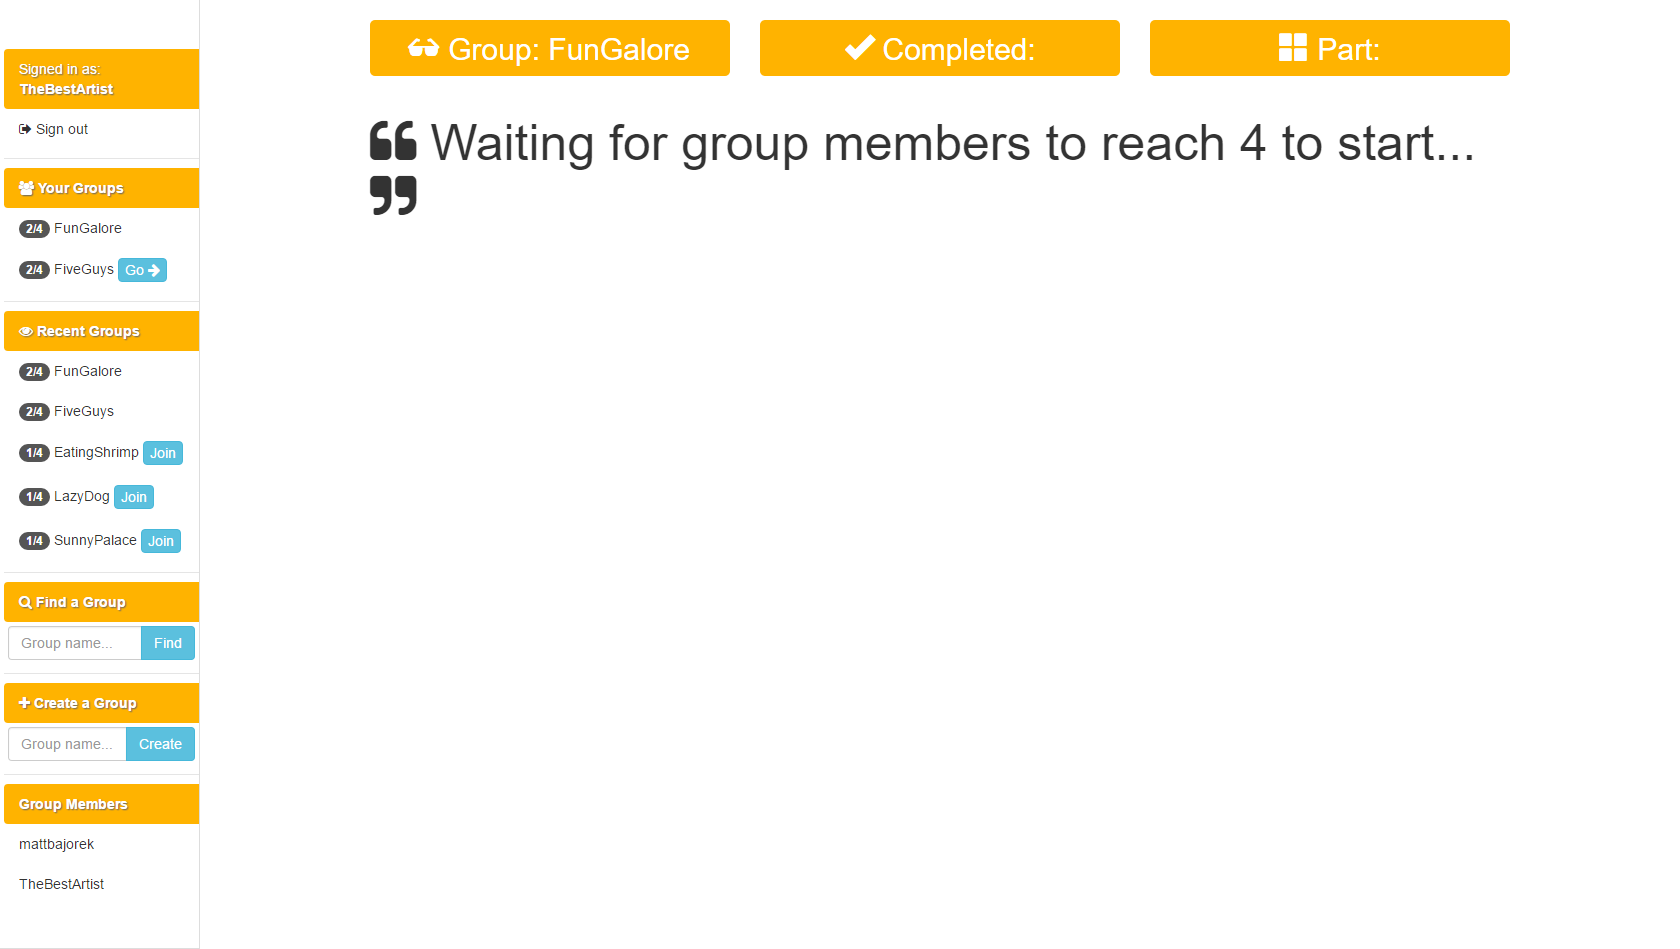 Signed in as:
TheBestArtist
Sign out
Your Groups
2/4 FunGalore
2/4 FiveGuys Go
Recent Groups
2/4 FunGalore
2/4 FiveGuys
1/4 EatingShrimp Join
1/4 LazyDog Join
1/4 SunnyPalace Join
Find a Group
Group name... Find
Create a Group
Group name... Create
Group Members
mattbajorek
TheBestArtist
Group: FunGalore
Completed:
Part:
“ Waiting for group members to reach 4 to start...
”